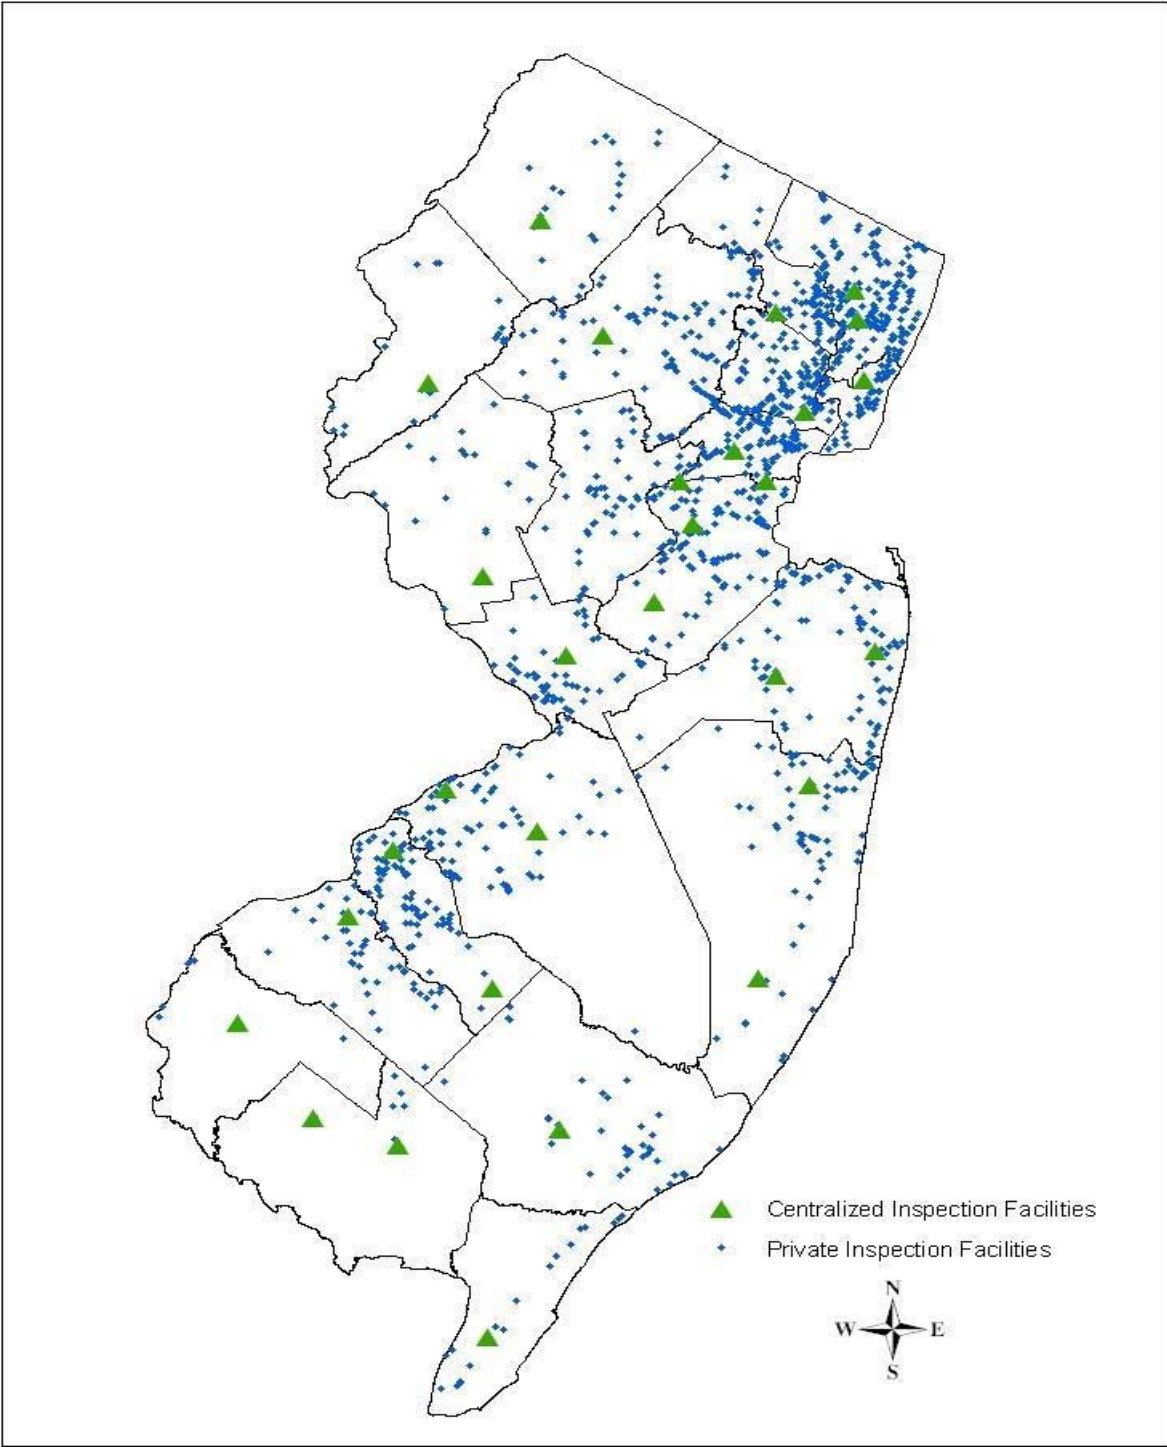 Centralized Inspection Facilities
Private Inspection Facilities
N
W E
S